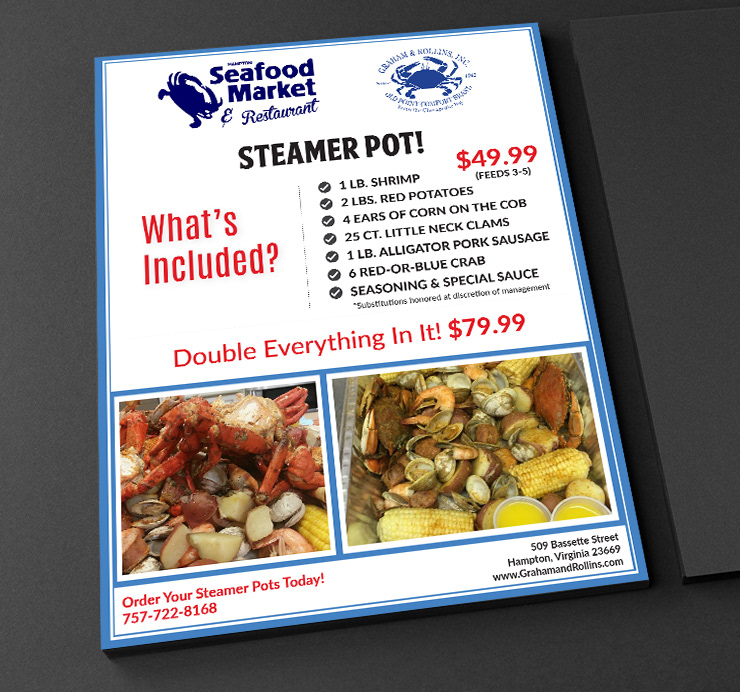 HAMPTON
Seafood
Market
& Restaurant
GRAHAM & ROLLINS, INC.
1942
OLD POINT COMFORT BRAND
STEAMER POT!
$49.99
(FEEDS 3-5)
What's
Included?
1 LB. SHRIMP
2 LBS. RED POTATOES
4 EARS OF CORN ON THE COB
25 CT. LITTLE NECK CLAMS
1 LB. ALLIGATOR PORK SAUSAGE
6 RED-OR-BLUE CRAB
SEASONING & SPECIAL SAUCE
*Substitutions honored at discretion of management
Double Everything In It! $79.99
Order Your Steamer Pots Today!
757-722-8168
509 Bassette Street
Hampton, Virginia 23669
www.GrahamandRollins.com